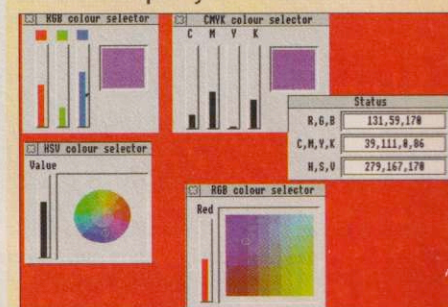 RGB colour selector
CMYK colour selector
C M Y K
Status
R,G,B 131,59,170
C,M,Y,K 39,111,0,86
H,S,V 279,167,170
HSV colour selector
Value
RGB colour selector
Red